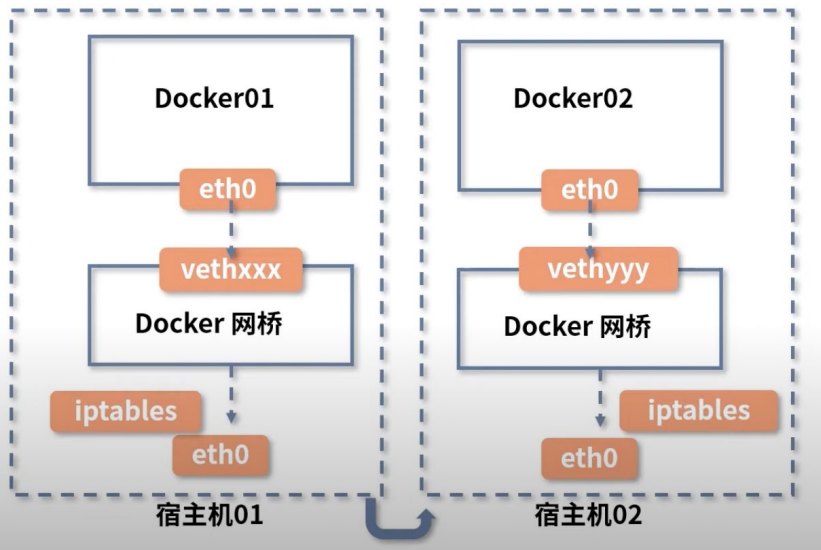 Docker01
eth0
vethxxx
Docker 网桥
iptables
eth0
宿主机01
Docker02
eth0
vethyyy
Docker 网桥
iptables
eth0
宿主机02